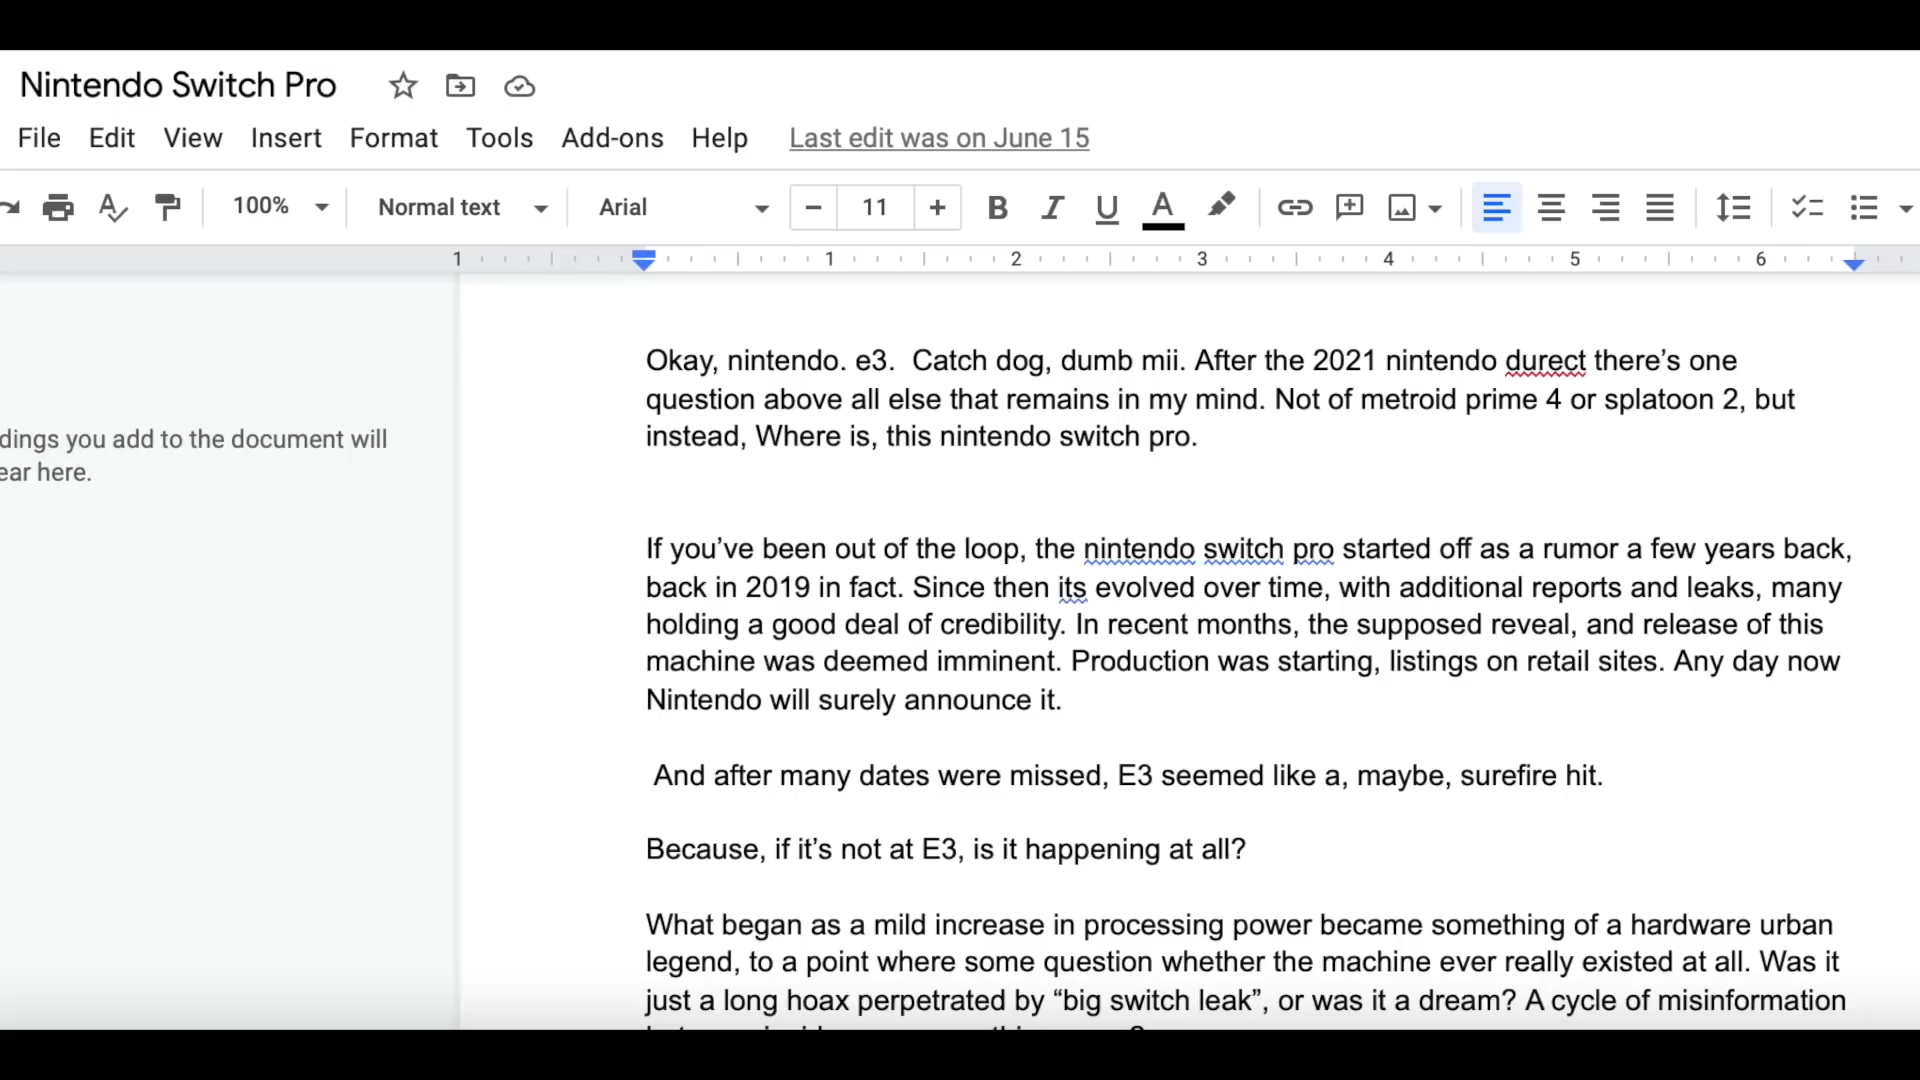 Nintendo Switch Pro
File Edit View Insert Format Tools Add-ons Help Last edit was on June 15
100% Normal text Arial 11 B I U A
1 1 2 3 4 5 6
Okay, nintendo. e3.  Catch dog, dumb mii. After the 2021 nintendo durect there’s one
question above all else that remains in my mind. Not of metroid prime 4 or splatoon 2, but
instead, Where is, this nintendo switch pro.
dings you add to the document will
ear here.
If you’ve been out of the loop, the nintendo switch pro started off as a rumor a few years back,
back in 2019 in fact. Since then its evolved over time, with additional reports and leaks, many
holding a good deal of credibility. In recent months, the supposed reveal, and release of this
machine was deemed imminent. Production was starting, listings on retail sites. Any day now
Nintendo will surely announce it.
And after many dates were missed, E3 seemed like a, maybe, surefire hit.
Because, if it’s not at E3, is it happening at all?
What began as a mild increase in processing power became something of a hardware urban
legend, to a point where some question whether the machine ever really existed at all. Was it
just a long hoax perpetrated by “big switch leak”, or was it a dream? A cycle of misinformation